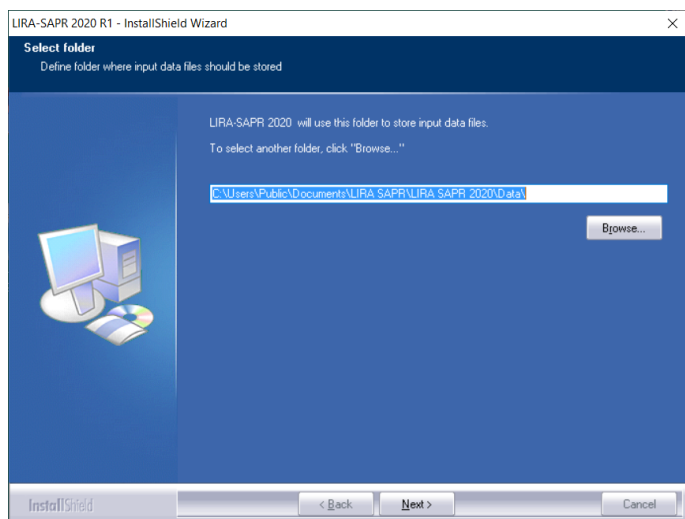 LIRA-SAPR 2020 R1 - InstallShield Wizard
Select folder
Define folder where input data files should be stored
LIRA-SAPR 2020 will use this folder to store input data files.
To select another folder, click "Browse..."
C:\Users\Public\Documents\LIRA SAPR\LIRA SAPR 2020\Data\
Browse...
InstallShield
< Back
Next >
Cancel